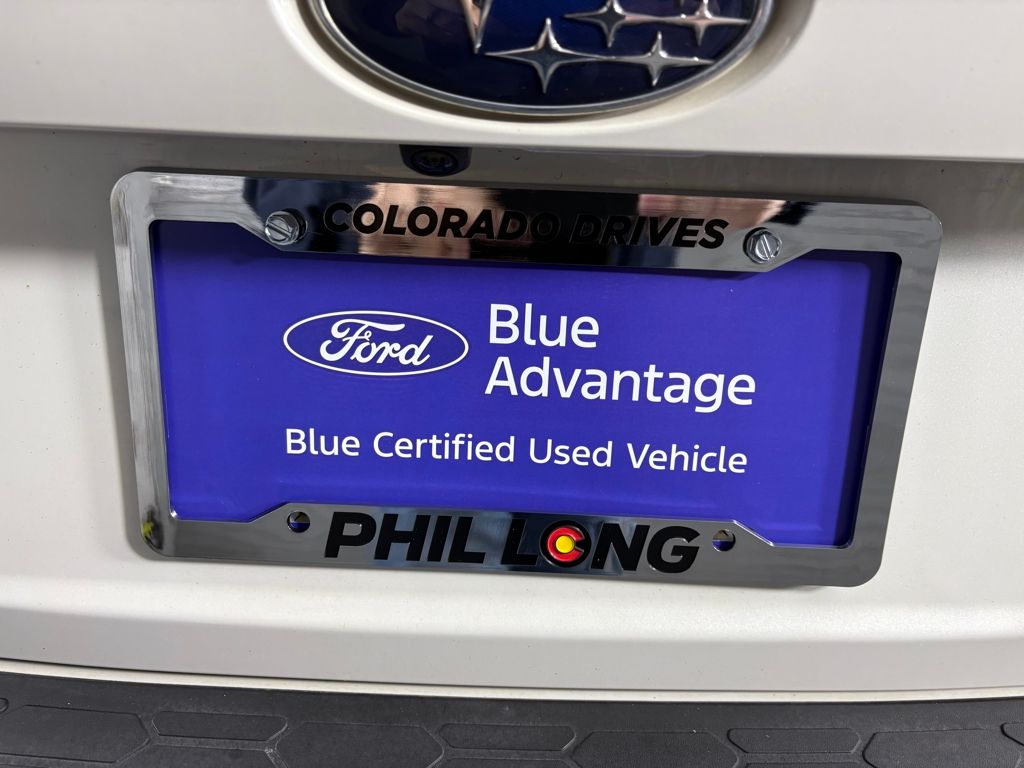 COLORADO DRIVES
Ford
Blue
Advantage
Blue Certified Used Vehicle
PHIL LONG